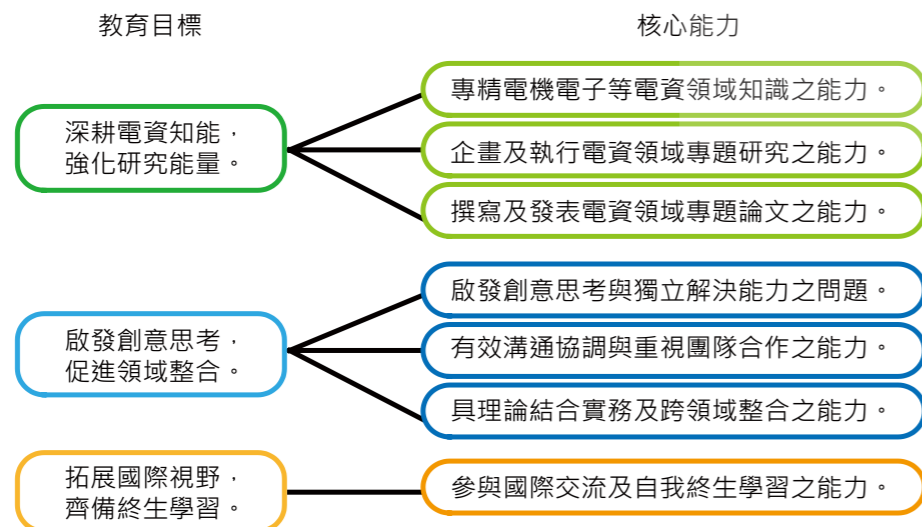 教育目標
核心能力
深耕電資知能，
強化研究能量。
專精電機電子等電資領域知識之能力。
企畫及執行電資領域專題研究之能力。
撰寫及發表電資領域專題論文之能力。
啟發創意思考，
促進領域整合。
啟發創意思考與獨立解決能力之問題。
有效溝通協調與重視團隊合作之能力。
具理論結合實務及跨領域整合之能力。
拓展國際視野，
齊備終生學習。
參與國際交流及自我終生學習之能力。